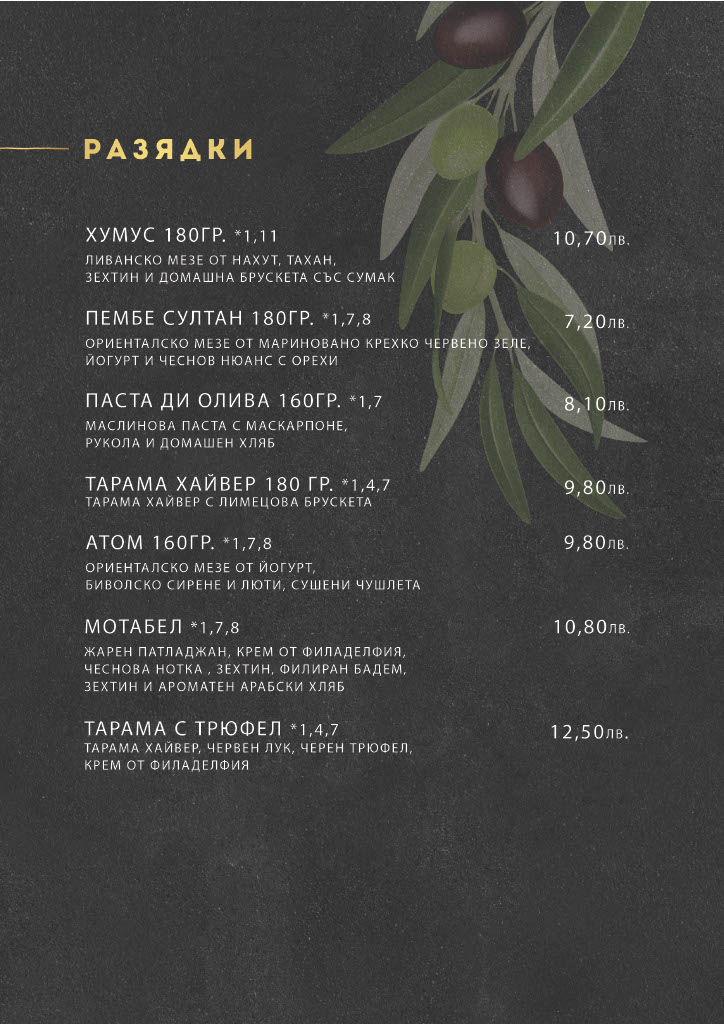 РАЗЯДКИ
ХУМУС 180ГР. *1,11 10,70ЛВ.
ЛИВАНСКО МЕЗЕ ОТ НАХУТ, ТАХАН,
ЗЕХТИН И ДОМАШНА БРУСКЕТА СЪС СУМАК
ПЕМБЕ СУЛТАН 180ГР. *1,7,8 7,20ЛВ.
ОРИЕНТАЛСКО МЕЗЕ ОТ МАРИНОВАНО КРЕХКО ЧЕРВЕНО ЗЕЛЕ,
ЙОГУРТ И ЧЕСНОВ НЮАНС С ОРЕХИ
ПАСТА ДИ ОЛИВА 160ГР. *1,7 8,10ЛВ.
МАСЛИНОВА ПАСТА С МАСКАРПОНЕ,
РУКОЛА И ДОМАШЕН ХЛЯБ
ТАРАМА ХАЙВЕР 180 ГР. *1,4,7 9,80ЛВ.
ТАРАМА ХАЙВЕР С ЛИМЕЦОВА БРУСКЕТА
АТОМ 160ГР. *1,7,8 9,80ЛВ.
ОРИЕНТАЛСКО МЕЗЕ ОТ ЙОГУРТ,
БИВОЛСКО СИРЕНЕ И ЛЮТИ, СУШЕНИ ЧУШЛЕТА
МОТАБЕЛ *1,7,8 10,80ЛВ.
ЖАРЕН ПАТЛАДЖАН, КРЕМ ОТ ФИЛАДЕЛФИЯ,
ЧЕСНОВА НОТКА , ЗЕХТИН, ФИЛИРАН БАДЕМ,
ЗЕХТИН И АРОМАТЕН АРАБСКИ ХЛЯБ
ТАРАМА С ТРЮФЕЛ *1,4,7 12,50ЛВ.
ТАРАМА ХАЙВЕР, ЧЕРВЕН ЛУК, ЧЕРЕН ТРЮФЕЛ,
КРЕМ ОТ ФИЛАДЕЛФИЯ